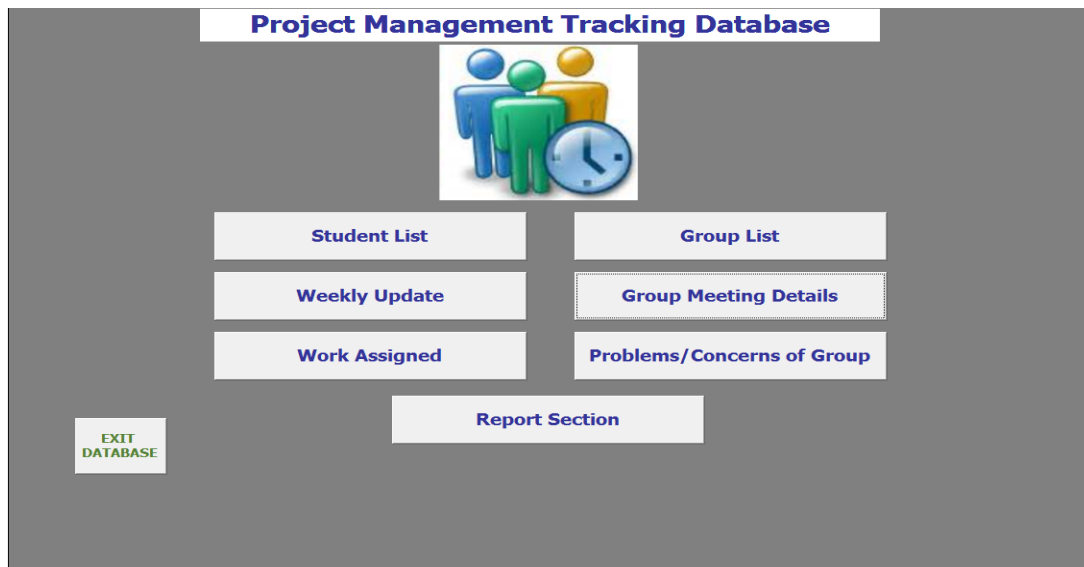 Project Management Tracking Database
Student List
Group List
Weekly Update
Group Meeting Details
Work Assigned
Problems/Concerns of Group
Report Section
EXIT
DATABASE